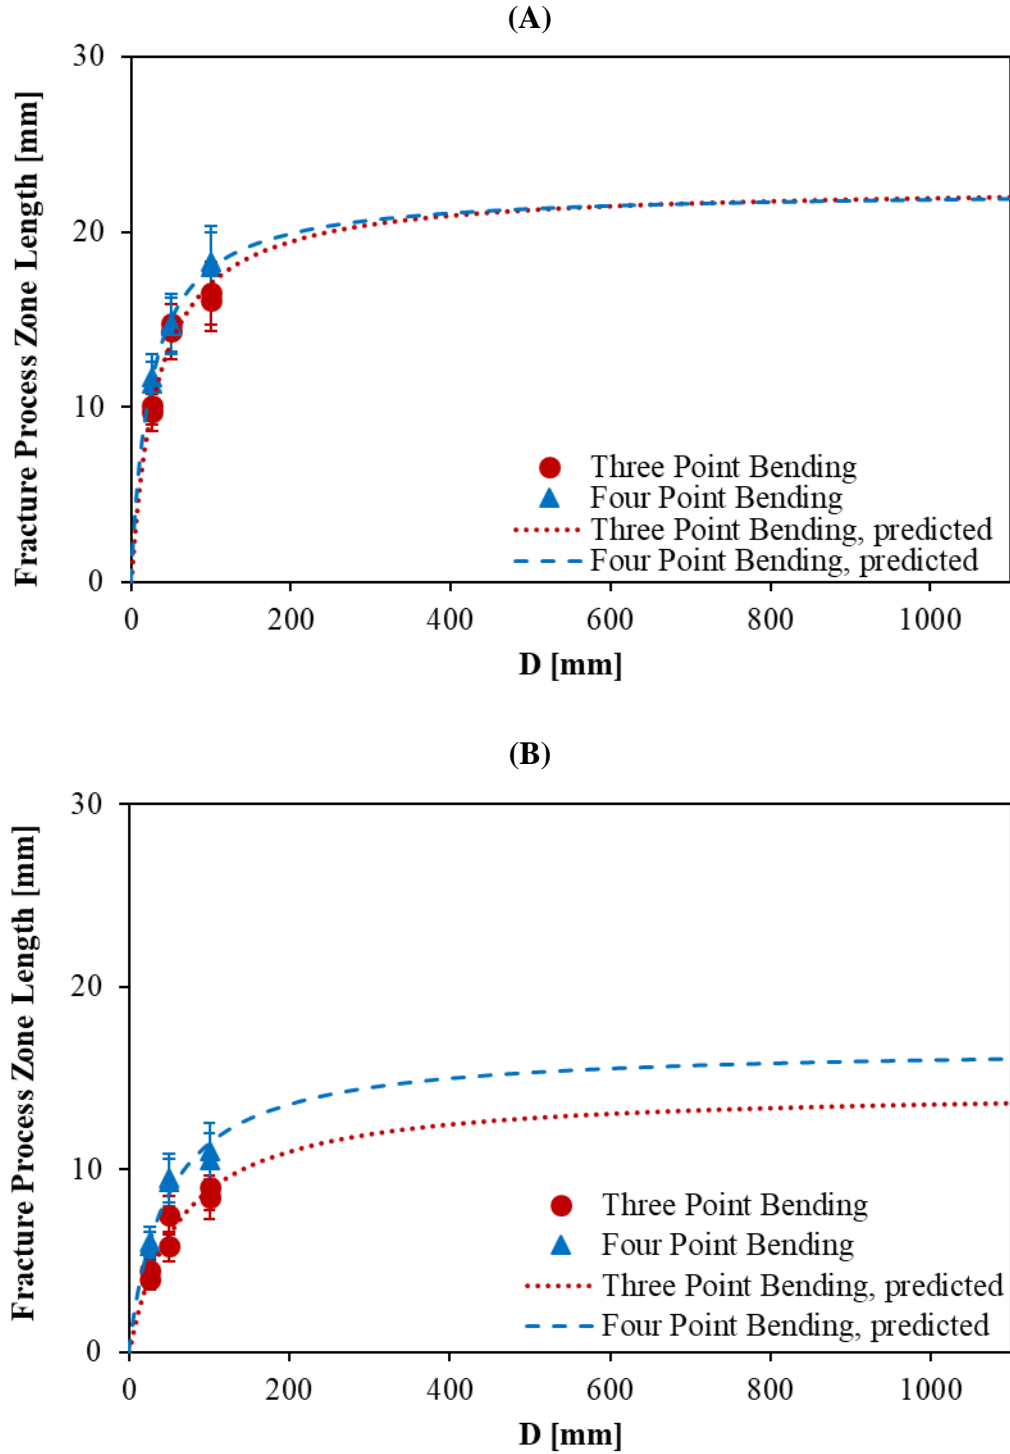 (A)
Fracture Process Zone Length [mm]
30
20
10
0
Three Point Bending
Four Point Bending
Three Point Bending, predicted
Four Point Bending, predicted
0 200 400 600 800 1000
D [mm]
(B)
Fracture Process Zone Length [mm]
30
20
10
0
Three Point Bending
Four Point Bending
Three Point Bending, predicted
Four Point Bending, predicted
0 200 400 600 800 1000
D [mm]